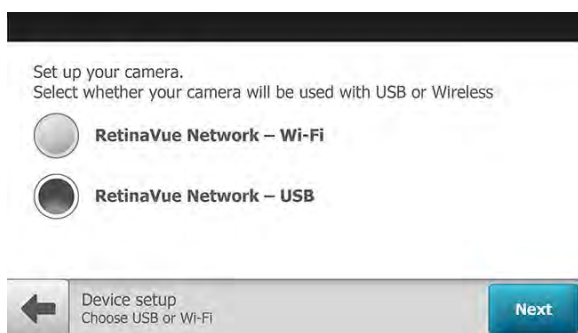 Set up your camera.
Select whether your camera will be used with USB or Wireless
RetinaVue Network – Wi-Fi
RetinaVue Network – USB
Device setup
Choose USB or Wi-Fi
Next